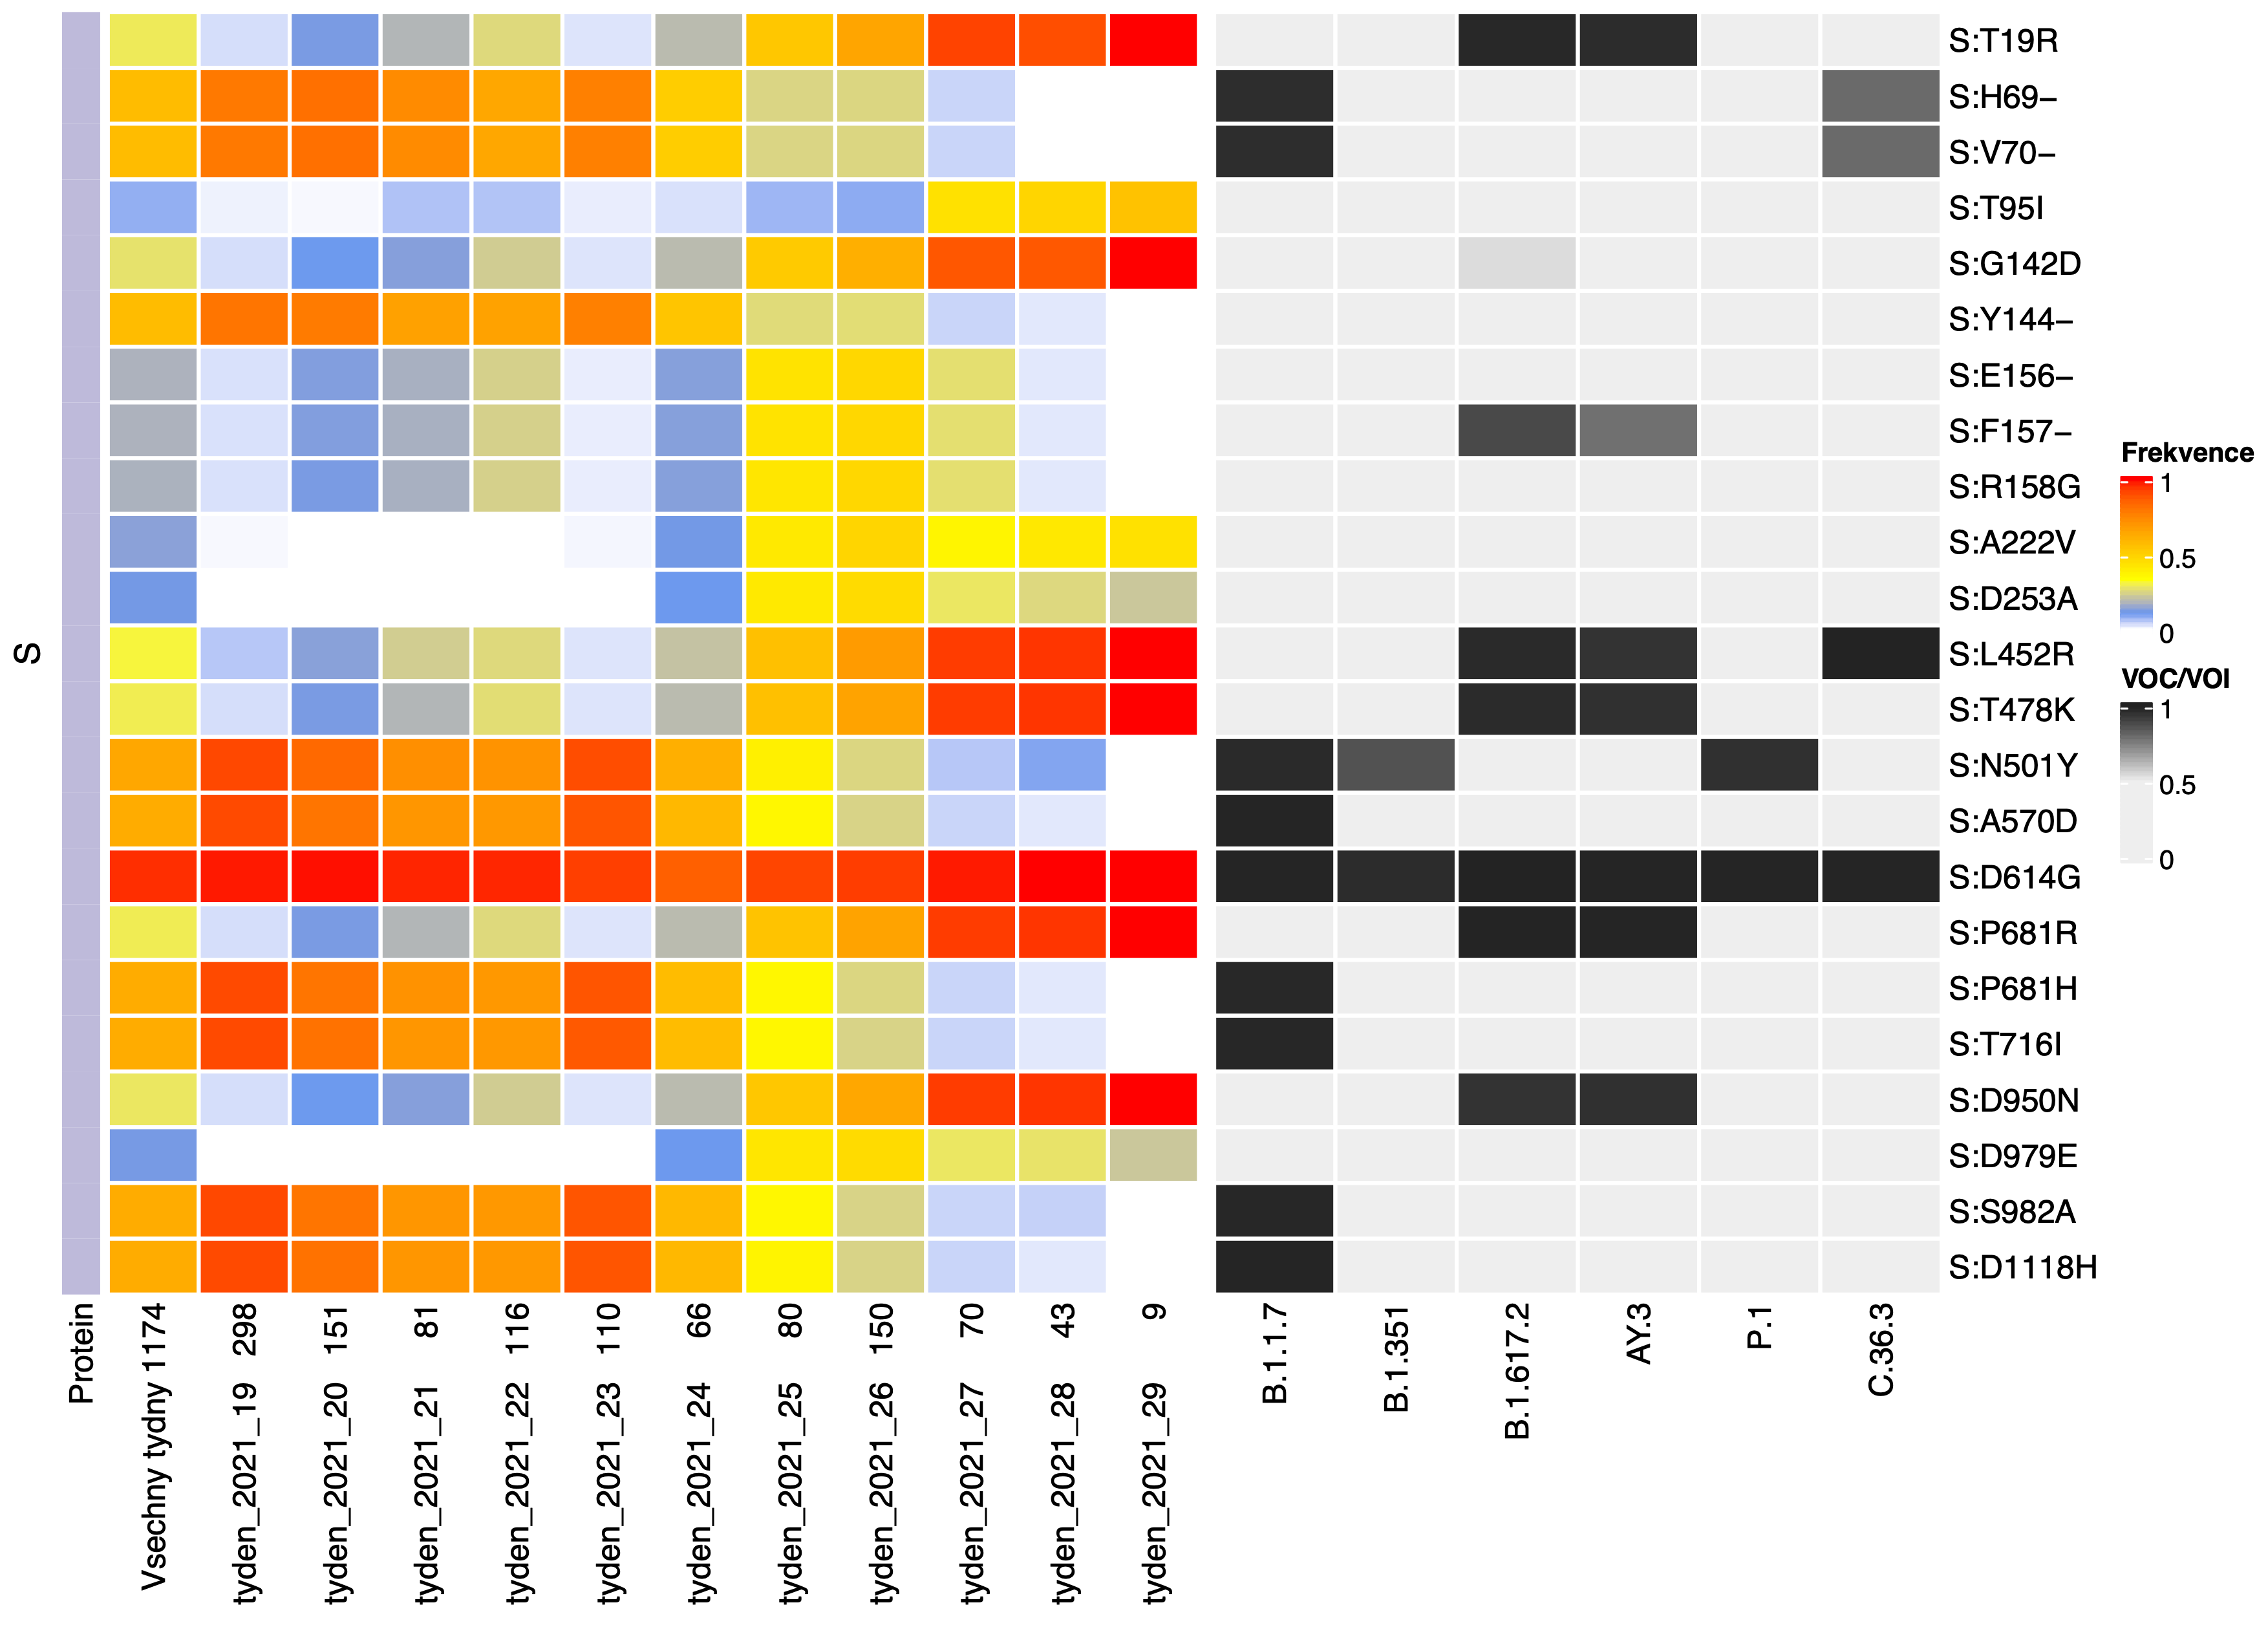 S:T19R
S:H69–
S:V70–
S:T95I
S:G142D
S:Y144–
S:E156–
S:F157–
S:R158G
S:A222V
S:D253A
S:L452R
S:T478K
S:N501Y
S:A570D
S:D614G
S:P681R
S:P681H
S:T716I
S:D950N
S:D979E
S:S982A
S:D1118H
S
Frekvence
1
0.5
0
VOC/VOI
1
0.5
0
Protein
Vsechny tydny 1174
tyden_2021_19 298
tyden_2021_20 151
tyden_2021_21 81
tyden_2021_22 116
tyden_2021_23 110
tyden_2021_24 66
tyden_2021_25 80
tyden_2021_26 150
tyden_2021_27 70
tyden_2021_28 43
tyden_2021_29 9
B.1.1.7
B.1.351
B.1.617.2
AY.3
P.1
C.36.3